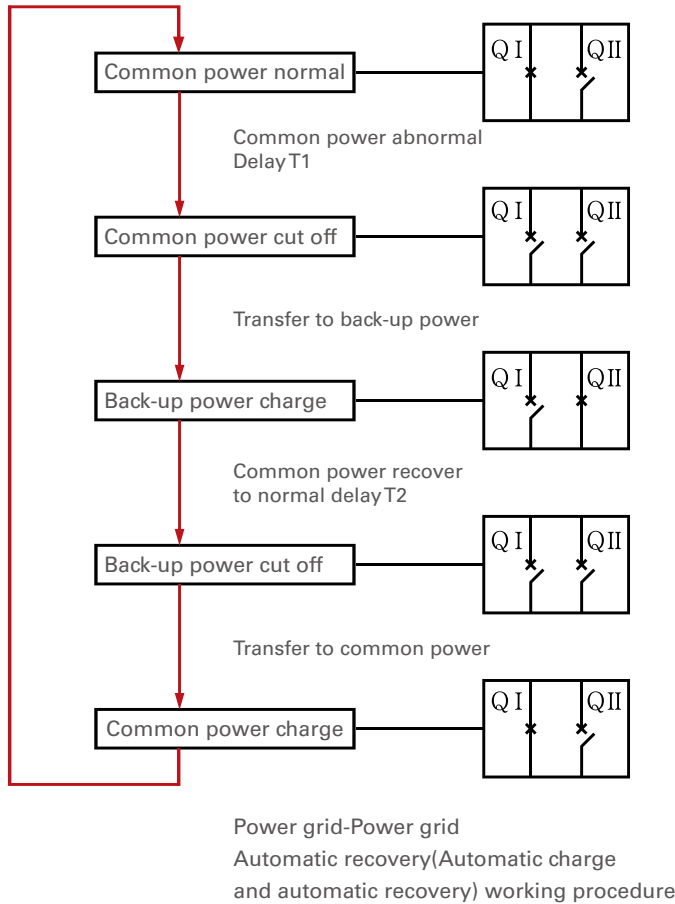 Common power normal
QI QII
Common power abnormal
Delay T1
Common power cut off
QI QII
Transfer to back-up power
Back-up power charge
QI QII
Common power recover
to normal delay T2
Back-up power cut off
QI QII
Transfer to common power
Common power charge
QI QII
Power grid-Power grid
Automatic recovery(Automatic charge
and automatic recovery) working procedure